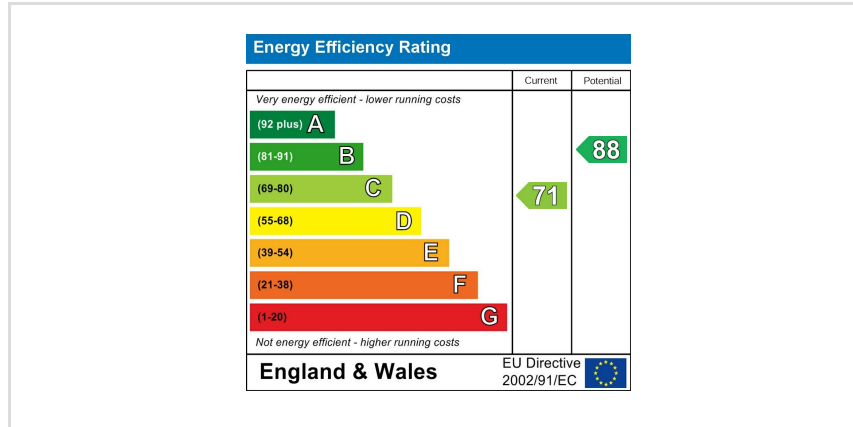 Energy Efficiency Rating
Current Potential
Very energy efficient - lower running costs
(92 plus) A
(81-91) B
88
(69-80) C
71
(55-68) D
(39-54) E
(21-38) F
(1-20) G
Not energy efficient - higher running costs
England & Wales
EU Directive
2002/91/EC